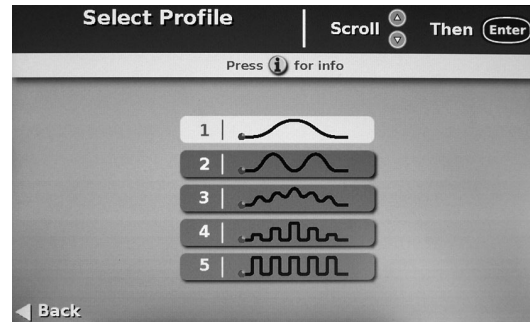 Select Profile
Scroll Then Enter
Press i for info
1
2
3
4
5
Back